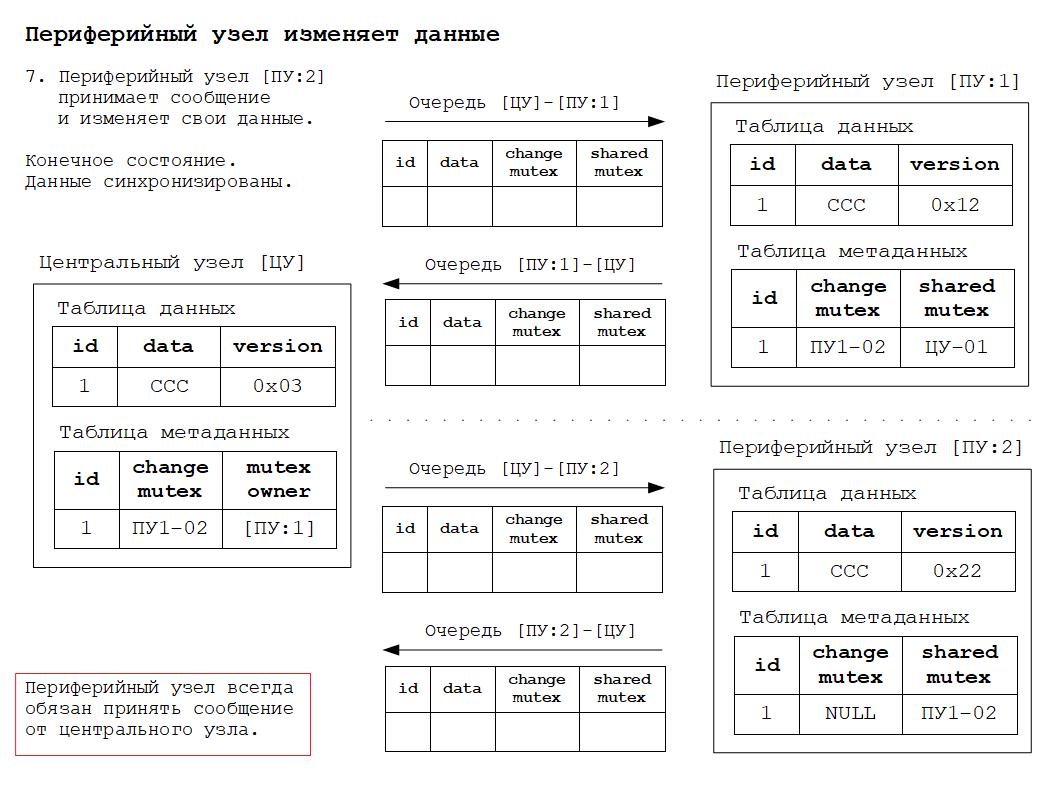 Периферийный узел изменяет данные
7. Периферийный узел [ПУ:2]
принимает сообщение
и изменяет свои данные.
Конечное состояние.
Данные синхронизированы.
Центральный узел [ЦУ]
Таблица данных
id data version
1 CCC 0x03
Таблица метаданных
id change mutex
mutex owner
1 ПУ1-02 [ПУ:1]
Периферийный узел всегда
обязан принять сообщение
от центрального узла.
Очередь [ЦУ]-[ПУ:1]
id data change shared
mutex mutex
Очередь [ПУ:1]-[ЦУ]
id data change shared
mutex mutex
Очередь [ЦУ]-[ПУ:2]
id data change shared
mutex mutex
Очередь [ПУ:2]-[ЦУ]
id data change shared
mutex mutex
Периферийный узел [ПУ:1]
Таблица данных
id data version
1 CCC 0x12
Таблица метаданных
id change shared
mutex mutex
1 ПУ1-02 ЦУ-01
Периферийный узел [ПУ:2]
Таблица данных
id data version
1 CCC 0x22
Таблица метаданных
id change shared
mutex mutex
1 NULL ПУ1-02